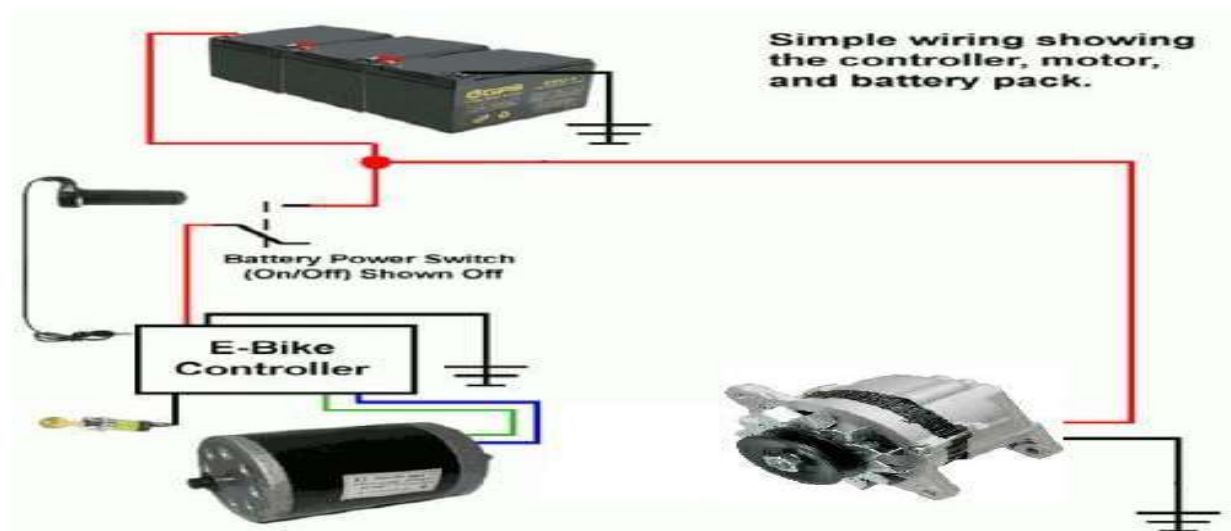 Simple wiring showing
the controller, motor,
and battery pack.
Battery Power Switch
(On/Off) Shown Off
E-Bike
Controller